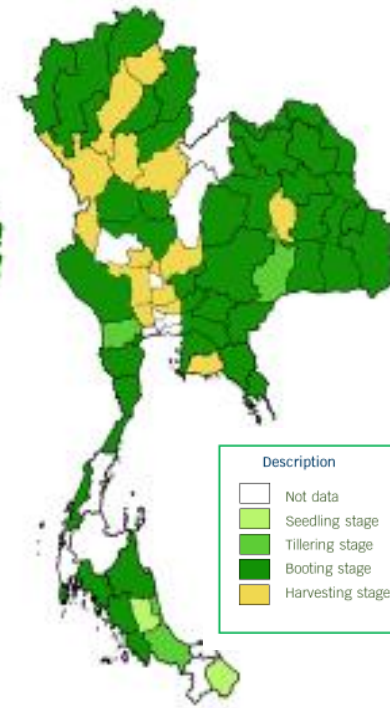 Description
Not data
Seedling stage
Tillering stage
Booting stage
Harvesting stage